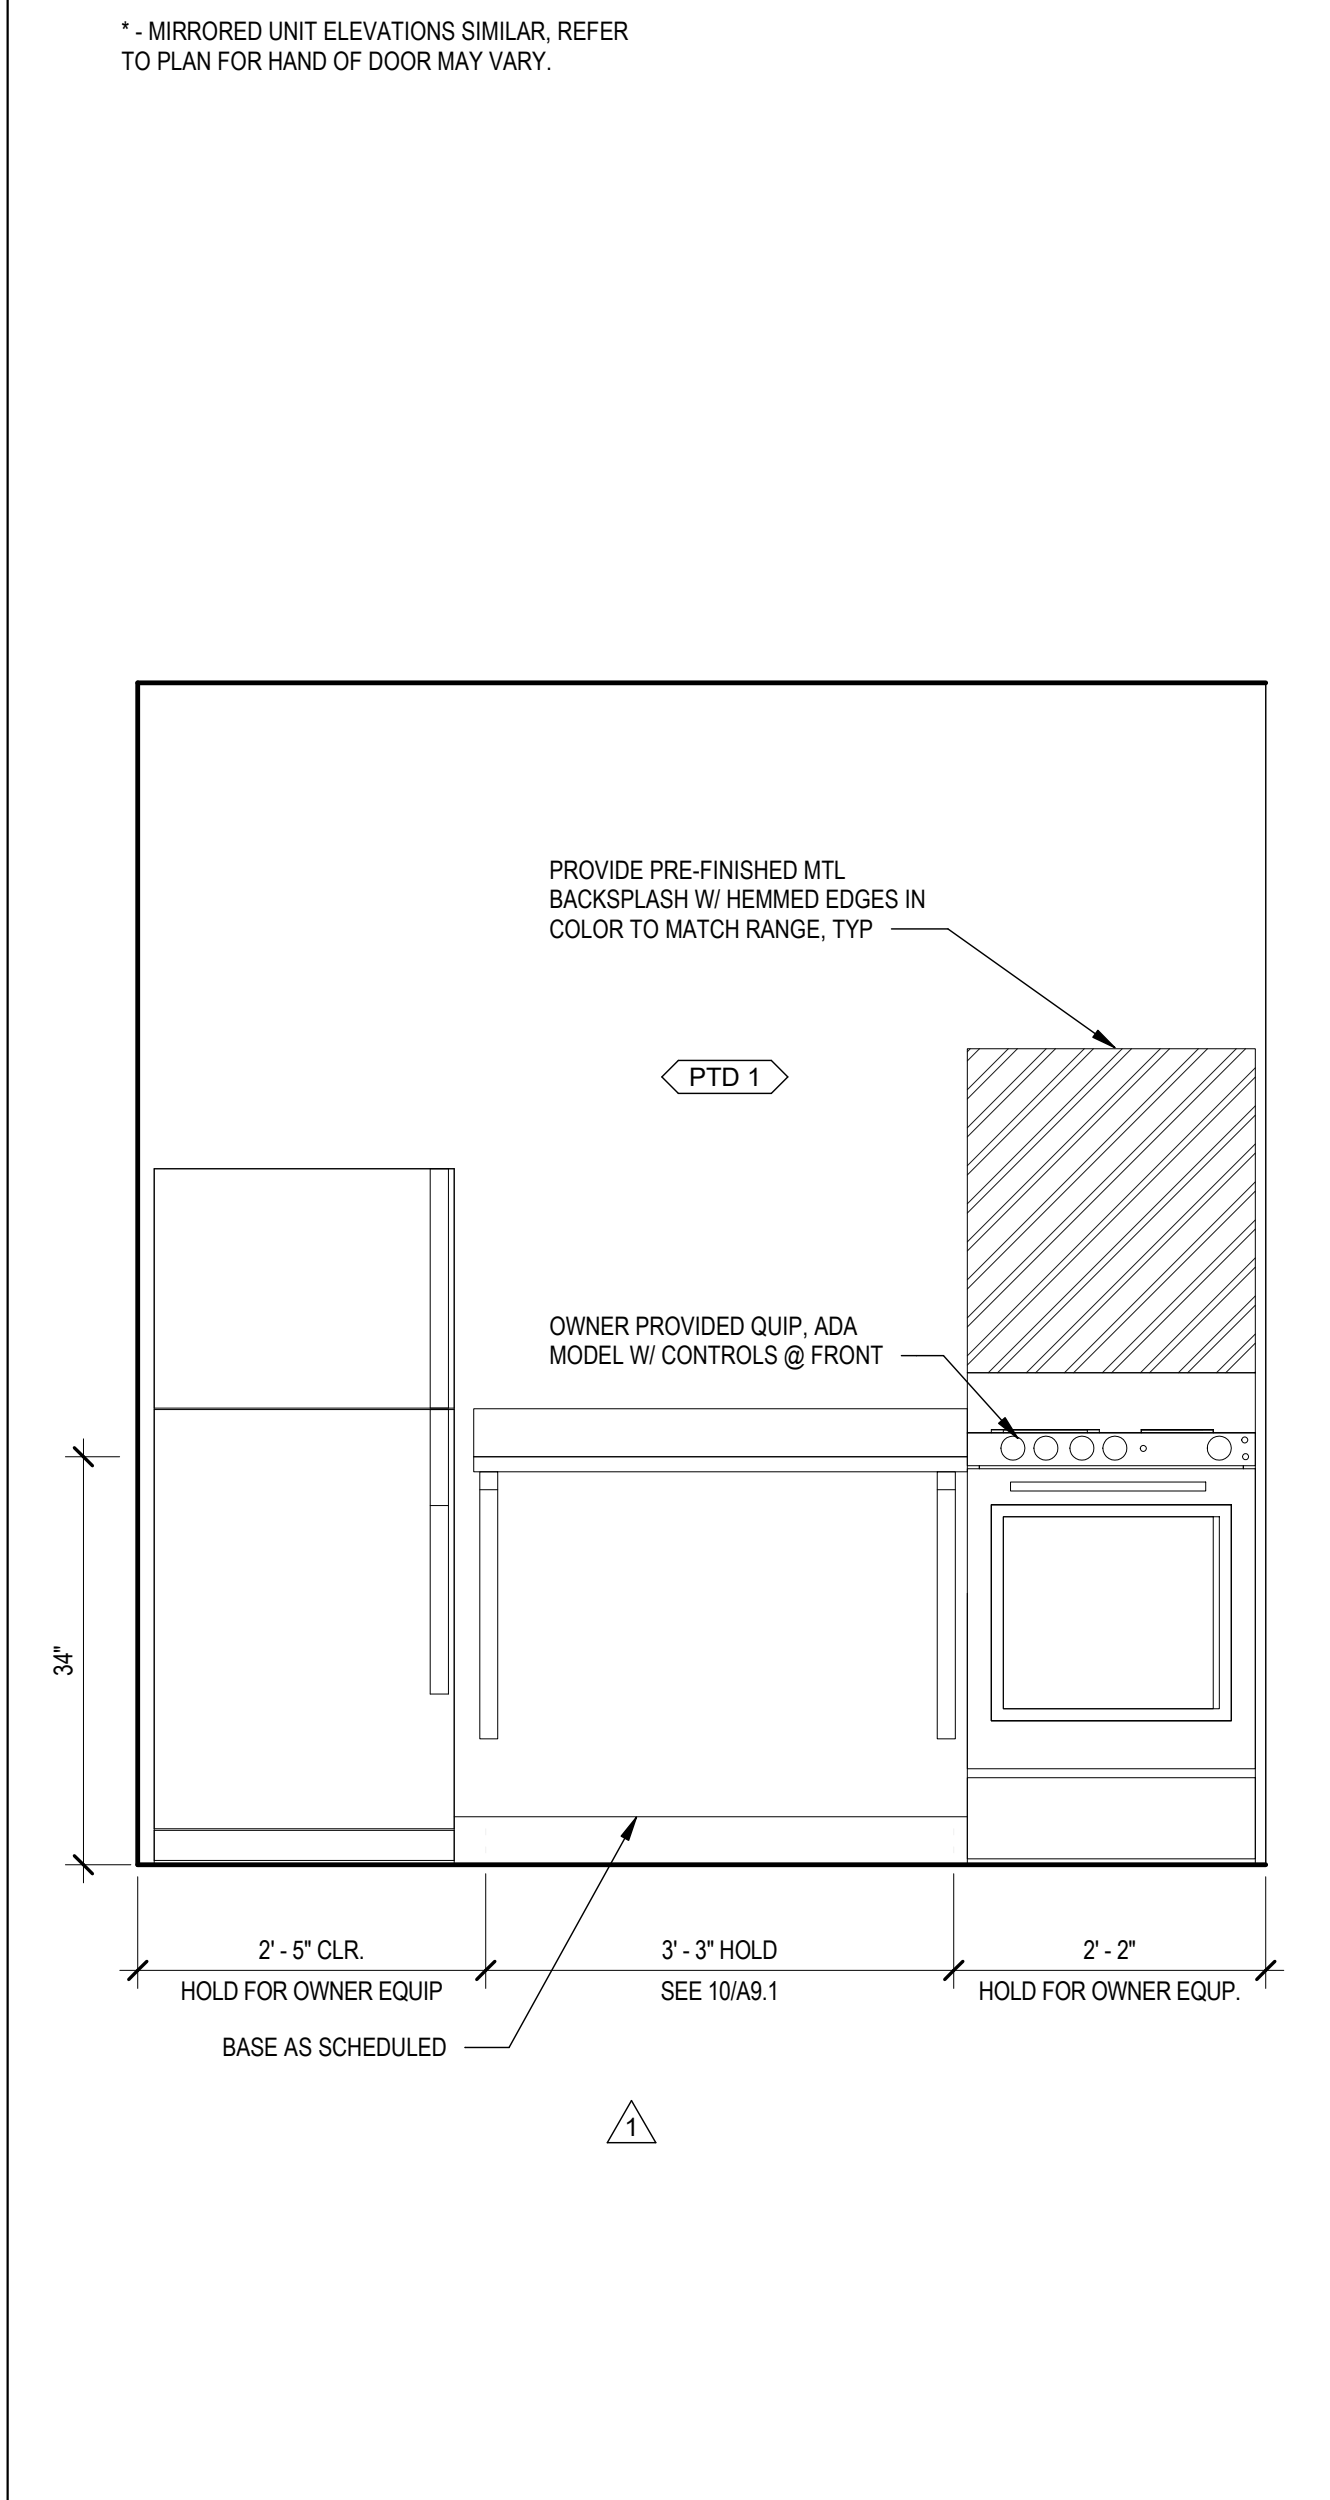 * - MIRRORED UNIT ELEVATIONS SIMILAR, REFER
TO PLAN FOR HAND OF DOOR MAY VARY.
PROVIDE PRE-FINISHED MTL
BACKSPLASH W/ HEMMED EDGES IN
COLOR TO MATCH RANGE, TYP
PTD 1
OWNER PROVIDED QUIP, ADA
MODEL W/ CONTROLS @ FRONT
34"
2' - 5" CLR.
HOLD FOR OWNER EQUIP
3' - 3" HOLD
SEE 10/A9.1
2' - 2"
HOLD FOR OWNER EQUP.
BASE AS SCHEDULED
1